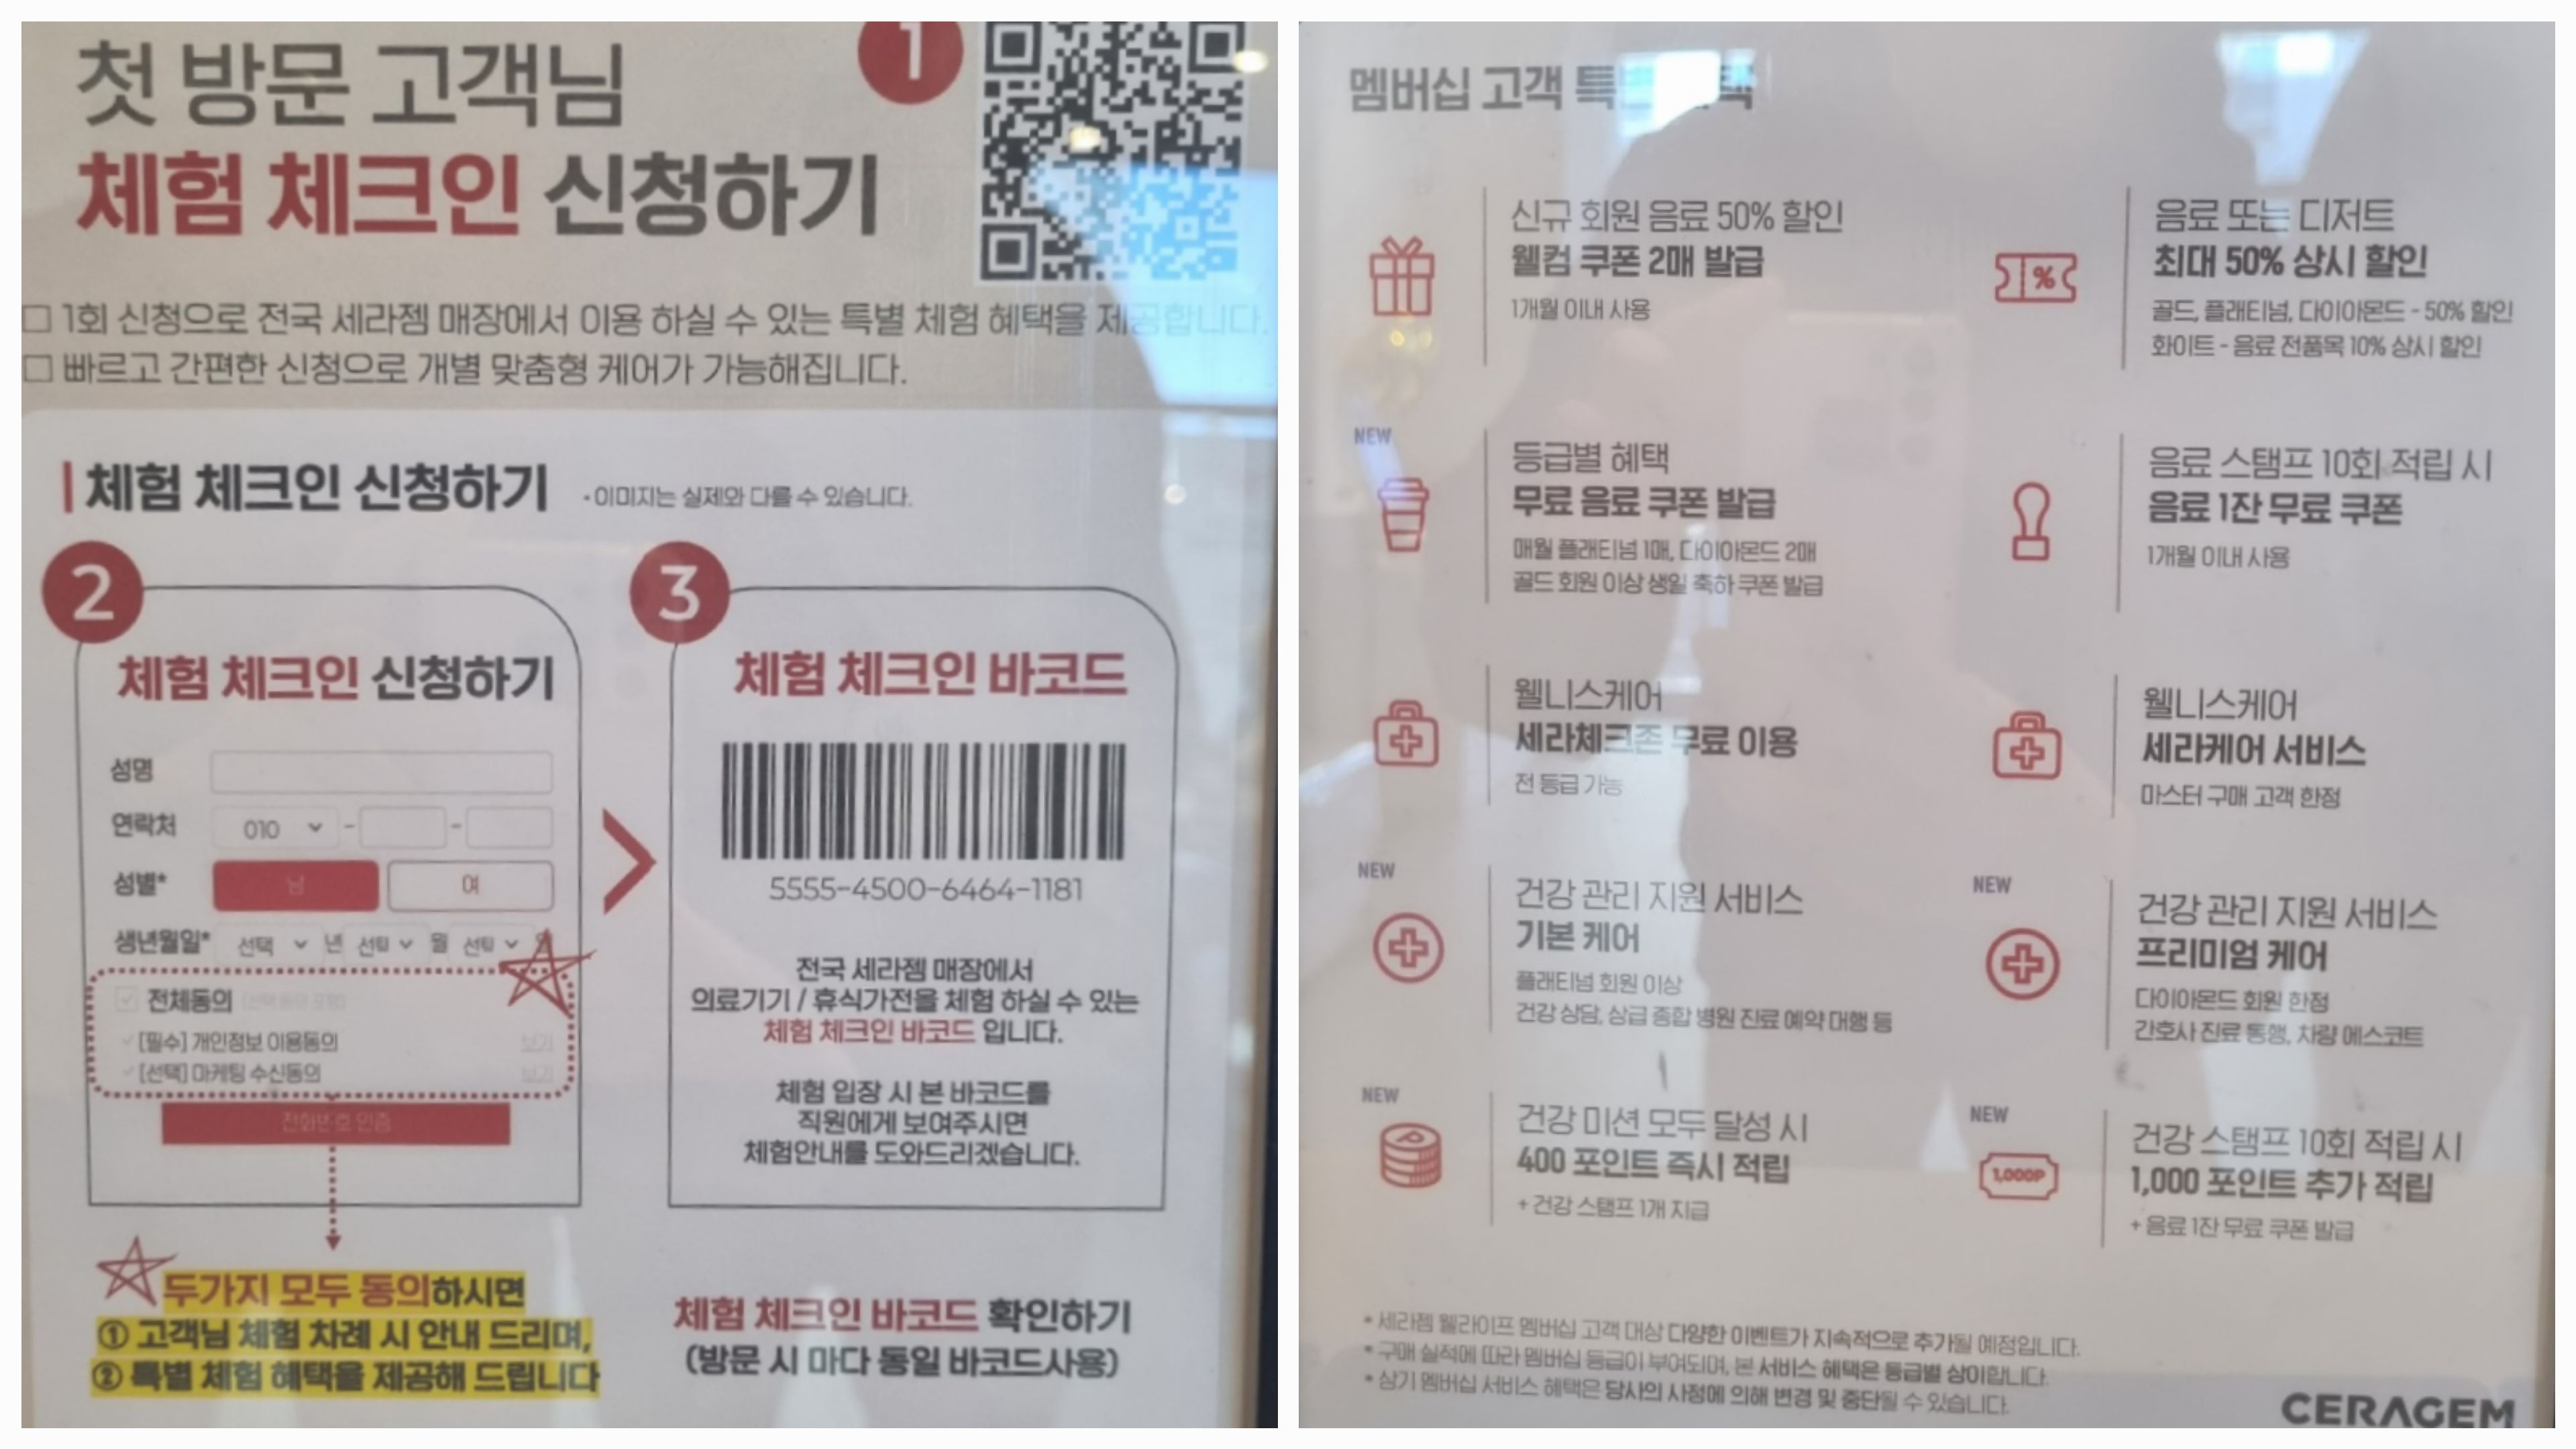 첫 방문 고객님
1
체험 체크인 신청하기
□ 1회 신청으로 전국 세라젬 매장에서 이용 하실 수 있는 특별 체험 혜택을 제공합니다.
□ 빠르고 간편한 신청으로 개별 맞춤형 케어가 가능해집니다.
체험 체크인 신청하기
• 이미지는 실제와 다를 수 있습니다.
2
체험 체크인 신청하기
성명
연락처 010 - -
성별* 남 여
생년월일* 선택 년 선택 월 선택
전체동의 (선택 동의 포함)
[필수] 개인정보 이용동의 보기
[선택] 마케팅 수신동의 보기
전화번호 인증
두가지 모두 동의하시면
① 고객님 체험 차례 시 안내 드리며,
② 특별 체험 혜택을 제공해 드립니다
3
체험 체크인 바코드
5555-4500-6464-1181
전국 세라젬 매장에서
의료기기 / 휴식가전을 체험 하실 수 있는
체험 체크인 바코드 입니다.
체험 입장 시 본 바코드를
직원에게 보여주시면
체험안내를 도와드리겠습니다.
체험 체크인 바코드 확인하기
(방문 시 마다 동일 바코드사용)
멤버십 고객
신규 회원 음료 50% 할인
웰컴 쿠폰 2매 발급
1개월 이내 사용
음료 또는 디저트
최대 50% 상시 할인
골드, 플래티넘, 다이아몬드 - 50% 할인
화이트 - 음료 전품목 10% 상시 할인
%
NEW
등급별 혜택
무료 음료 쿠폰 발급
매월 플래티넘 1매, 다이아몬드 2매
골드 회원 이상 생일 축하 쿠폰 발급
음료 스탬프 10회 적립 시
음료 1잔 무료 쿠폰
1개월 이내 사용
웰니스케어
세라체크존 무료 이용
전 등급 가능
웰니스케어
세라케어 서비스
마스터 구매 고객 한정
NEW
건강 관리 지원 서비스
기본 케어
플래티넘 회원 이상
건강 상담, 상급 종합 병원 진료 예약 대행 등
NEW
건강 관리 지원 서비스
프리미엄 케어
다이아몬드 회원 한정
간호사 진료 동행, 차량 에스코트
NEW
건강 미션 모두 달성 시
400 포인트 즉시 적립
+ 건강 스탬프 1개 지급
NEW
1,000P
건강 스탬프 10회 적립 시
1,000 포인트 추가 적립
+ 음료 1잔 무료 쿠폰 발급
* 세라젬 웰라이프 멤버십 고객 대상 다양한 이벤트가 지속적으로 추가될 예정입니다.
* 구매 실적에 따라 멤버십 등급이 부여되며, 본 서비스 혜택은 등급별 상이합니다.
* 상기 멤버십 서비스 혜택은 당사의 사정에 의해 변경 및 중단될 수 있습니다.
CERAGEM